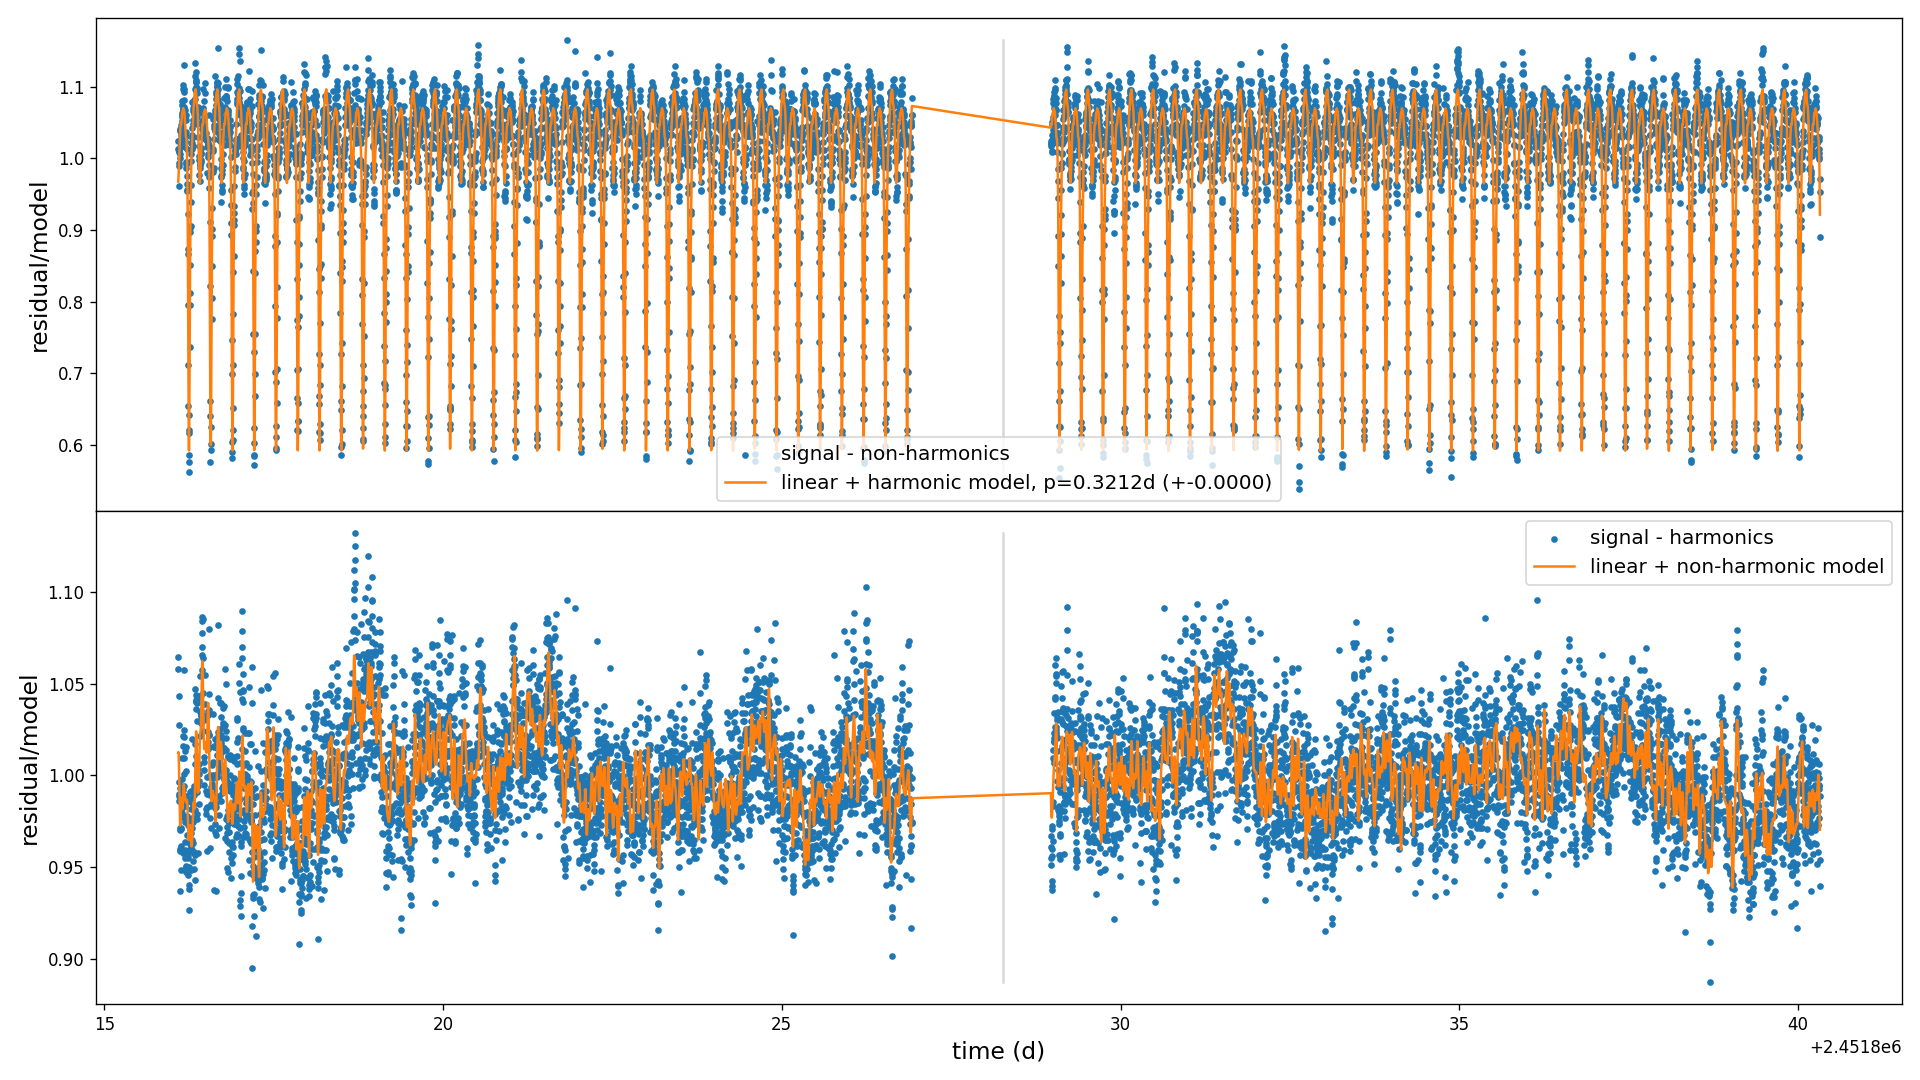 1.1
1.0
0.9
0.8
0.7
0.6
residual/model
signal - non-harmonics
linear + harmonic model, p=0.3212d (+-0.0000)
signal - harmonics
linear + non-harmonic model
1.10
1.05
1.00
0.95
0.90
residual/model
15
20
25
30
35
40
time (d)
+2.4518e6